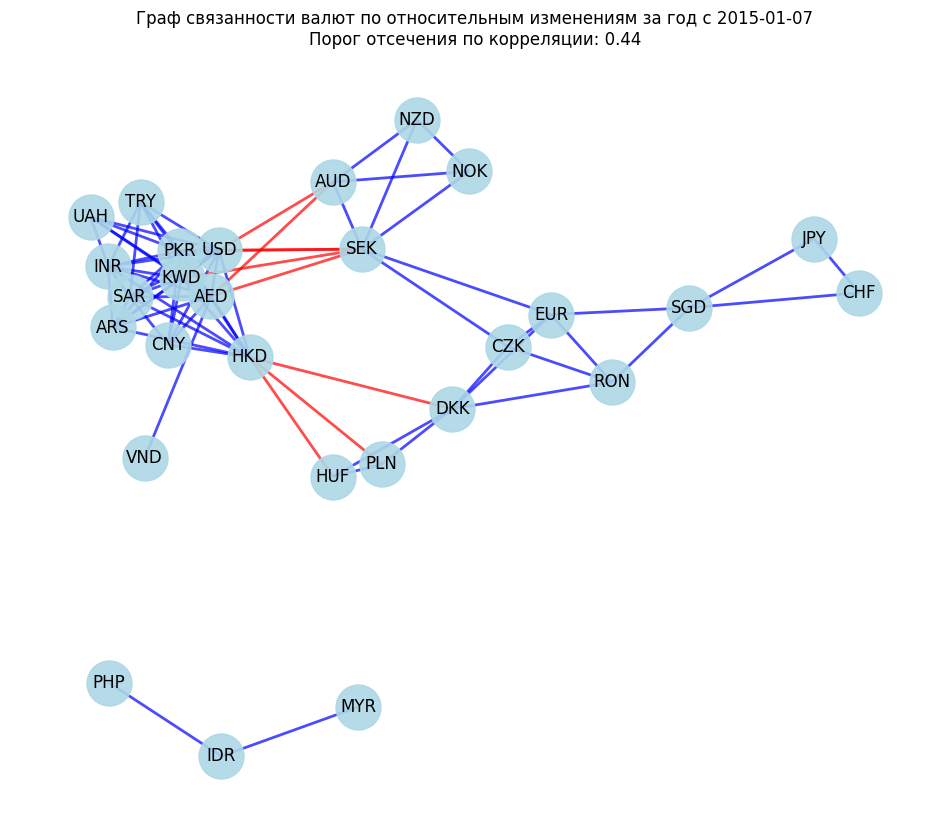 Граф связанности валют по относительным изменениям за год с 2015-01-07
Порог отсечения по корреляции: 0.44
NZD
NOK
AUD
TRY
UAH
PKR
USD
SEK
JPY
INR
KWD
SAR
AED
CHF
ARS
CNY
HKD
EUR
SGD
CZK
RON
DKK
VND
HUF
PLN
PHP
MYR
IDR